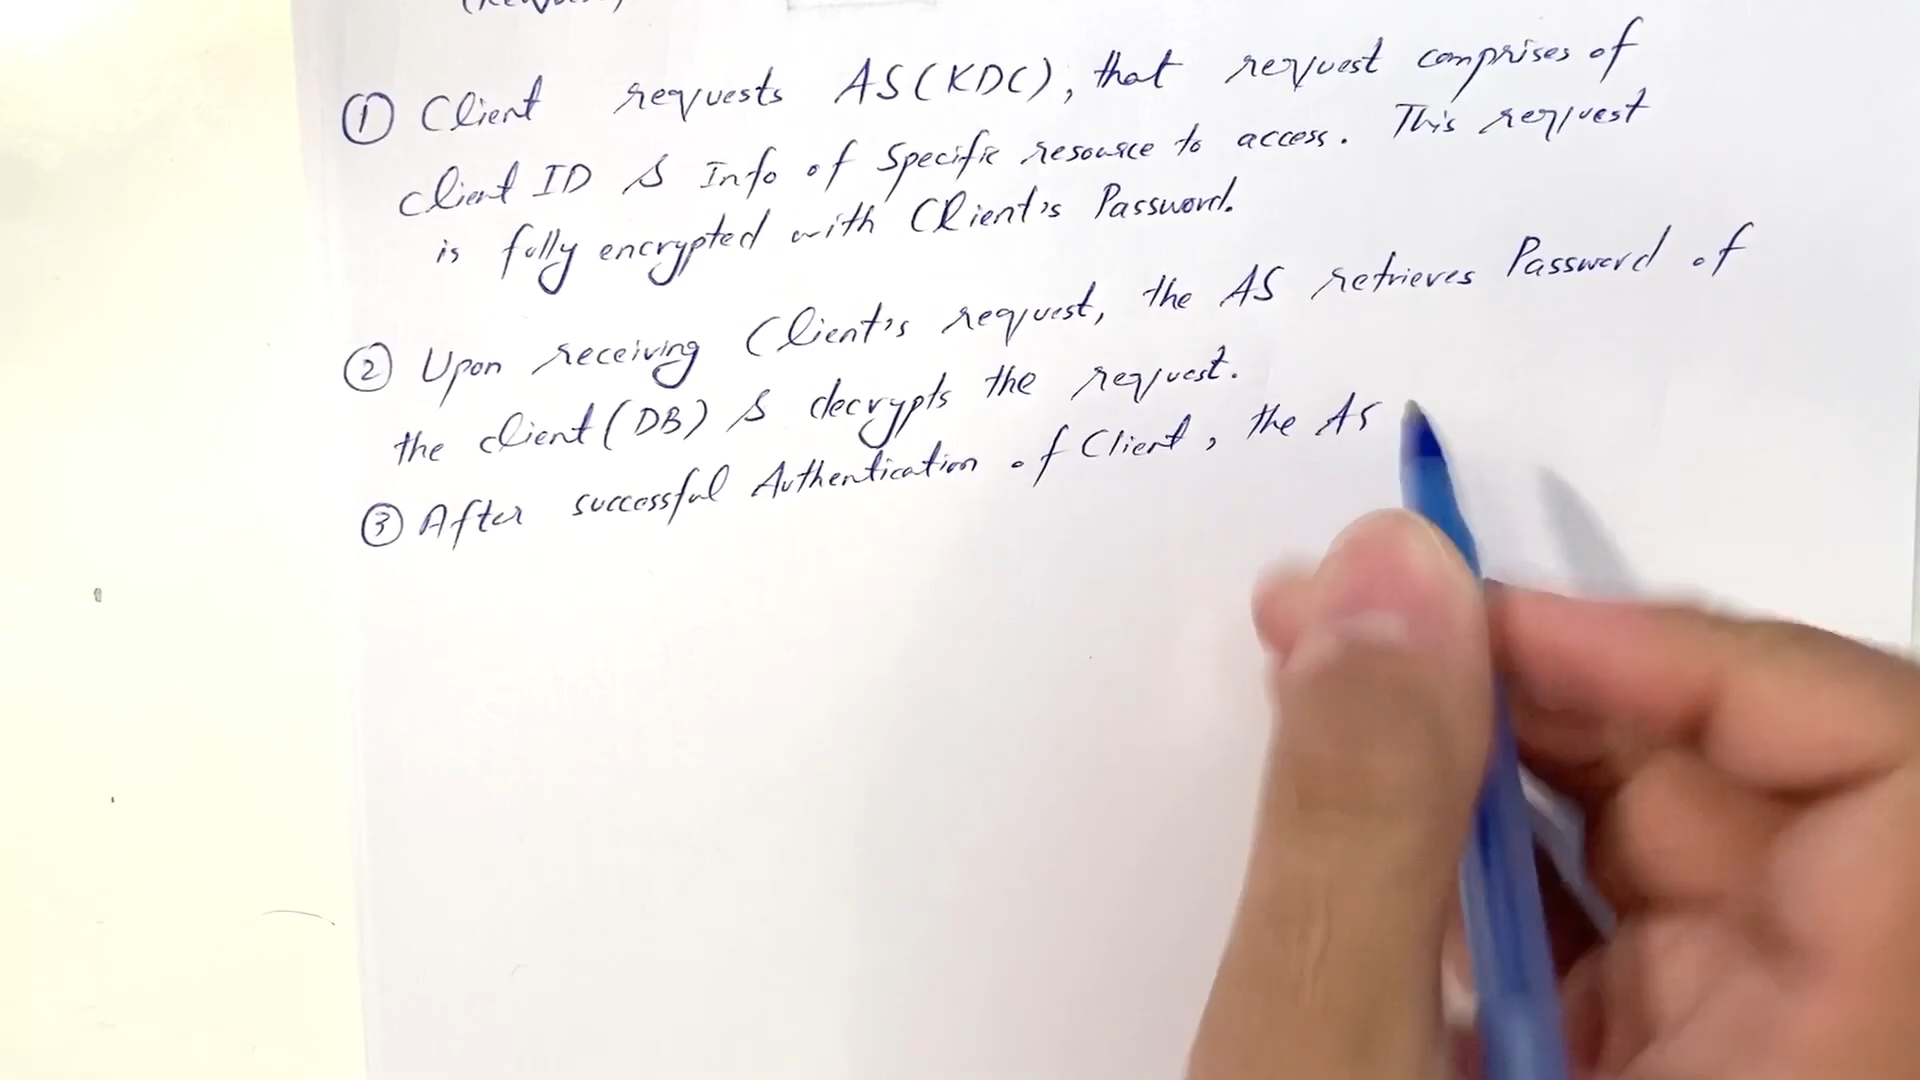 ① Client requests AS(KDC), that request comprises of
client ID & Info of Specific resource to access. This request
is fully encrypted with Client's Password.
② Upon receiving Client's request, the AS retrieves Password of
the client (DB) & decrypts the request.
③ After successful Authentication of Client, the AS